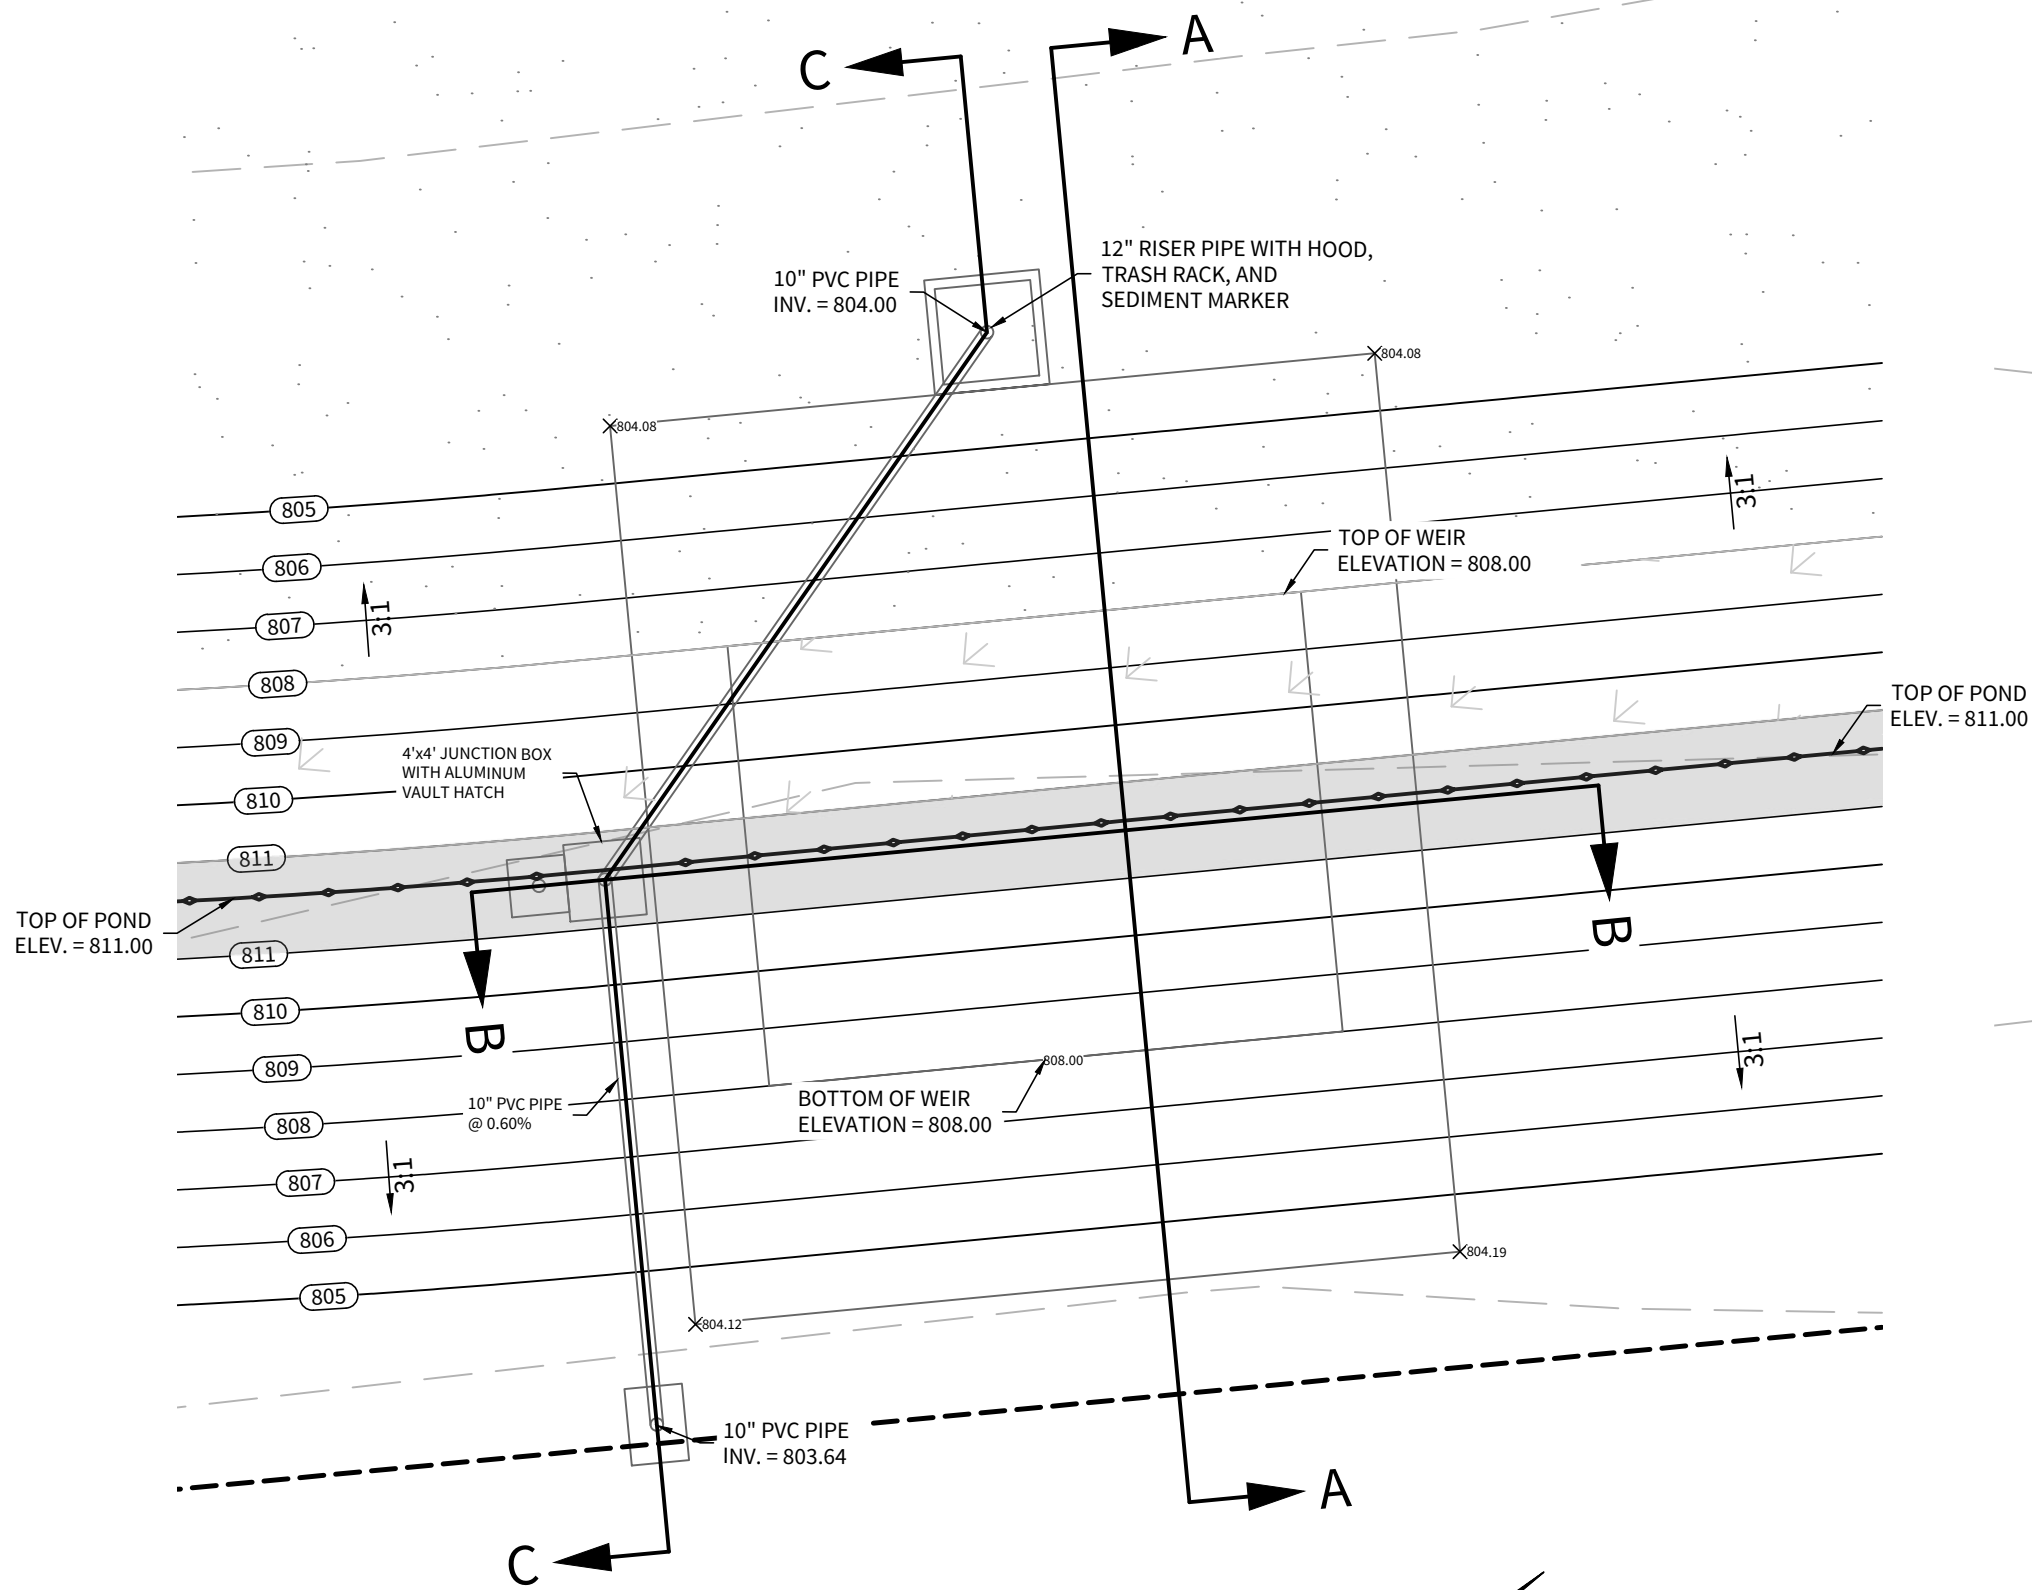 C
A
12" RISER PIPE WITH HOOD,
TRASH RACK, AND
SEDIMENT MARKER
10" PVC PIPE
INV. = 804.00
804.08
804.08
805
806
807
808
809
810
811
3:1
3:1
TOP OF WEIR
ELEVATION = 808.00
4'x4' JUNCTION BOX
WITH ALUMINUM
VAULT HATCH
TOP OF POND
ELEV. = 811.00
TOP OF POND
ELEV. = 811.00
B
B
811
810
809
808
807
806
805
808.00
BOTTOM OF WEIR
ELEVATION = 808.00
10" PVC PIPE
@ 0.60%
3:1
3:1
804.19
804.12
10" PVC PIPE
INV. = 803.64
A
C